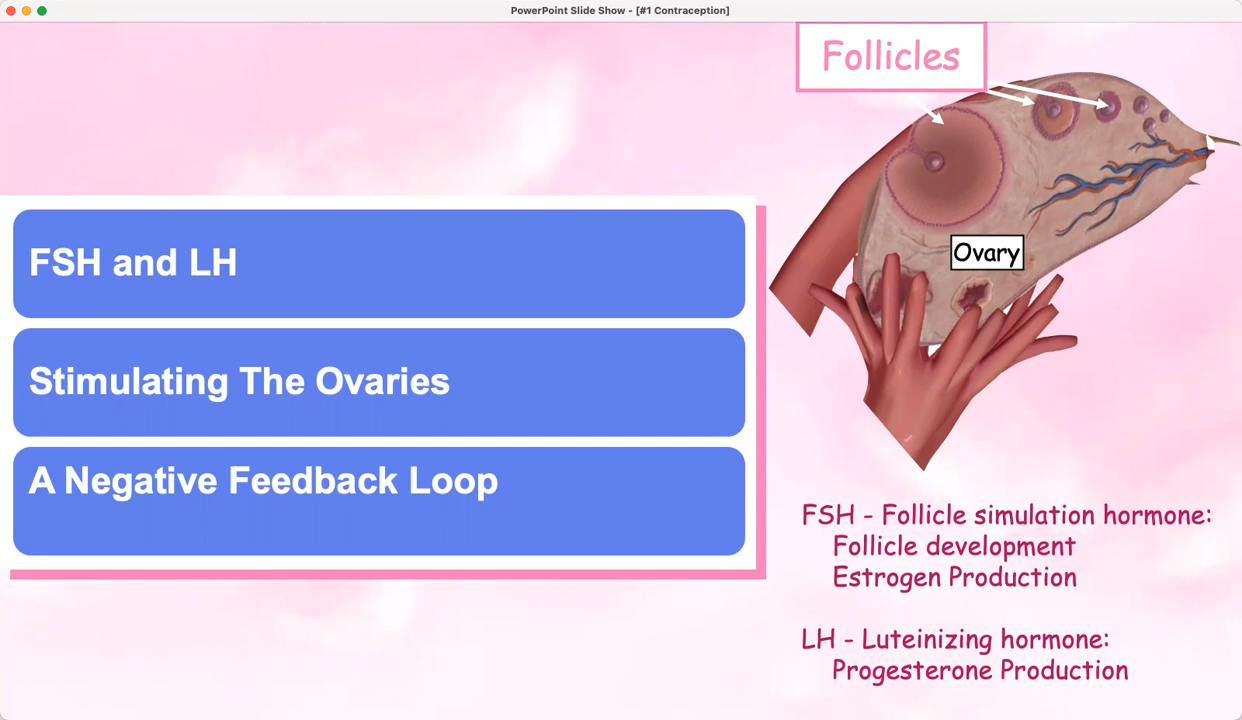 PowerPoint Slide Show - [#1 Contraception]
Follicles
Ovary
FSH and LH
Stimulating The Ovaries
A Negative Feedback Loop
FSH - Follicle simulation hormone:
Follicle development
Estrogen Production
LH - Luteinizing hormone:
Progesterone Production